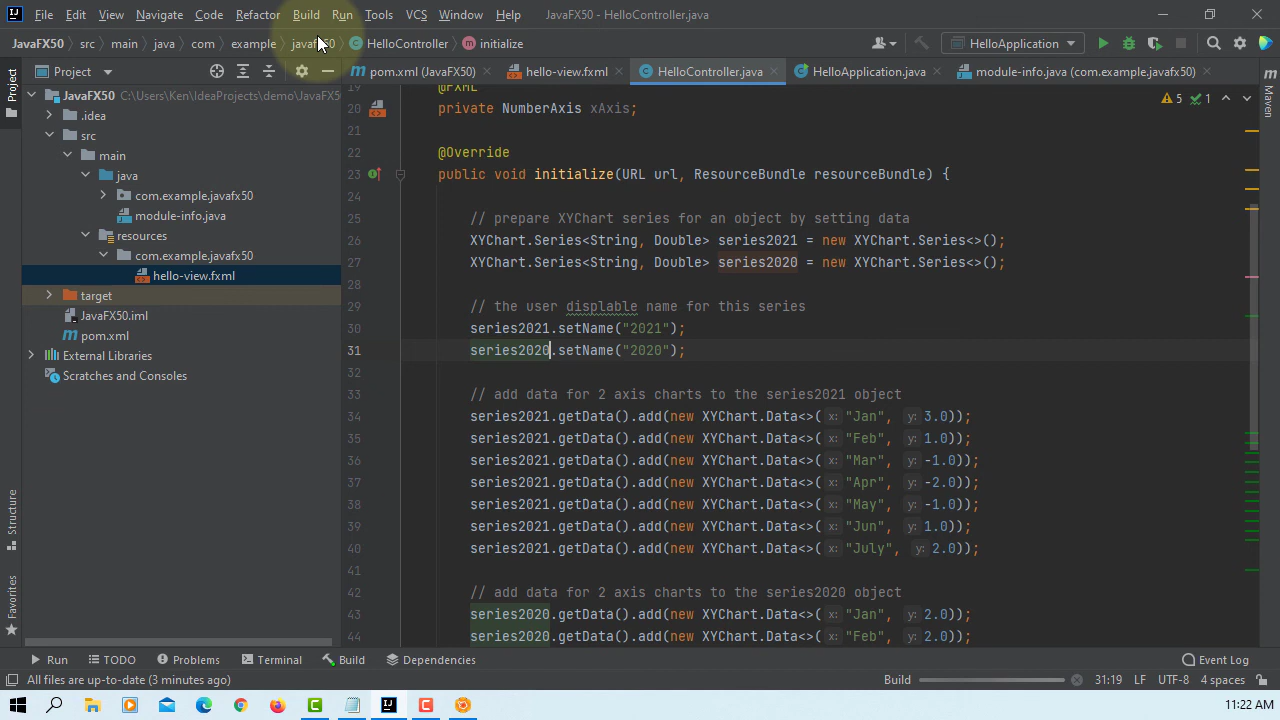 File Edit View Navigate Code Refactor Build Run Tools VCS Window Help JavaFX50 - HelloController.java
JavaFX50 src main java com example javafx50 HelloController initialize HelloApplication
Project
Project
pom.xml (JavaFX50) hello-view.fxml HelloController.java HelloApplication.java module-info.java (com.example.javafx50)
Maven
JavaFX50 C:\Users\Ken\IdeaProjects\demo\JavaFX50
.idea
src
main
java
com.example.javafx50
module-info.java
resources
com.example.javafx50
hello-view.fxml
target
JavaFX50.iml
pom.xml
External Libraries
Scratches and Consoles
Structure
Favorites
5 1
19 @FXML
20 private NumberAxis xAxis;
21
22 @Override
23 public void initialize(URL url, ResourceBundle resourceBundle) {
24
25 // prepare XYChart series for an object by setting data
26 XYChart.Series<String, Double> series2021 = new XYChart.Series<>();
27 XYChart.Series<String, Double> series2020 = new XYChart.Series<>();
28
29 // the user displable name for this series
30 series2021.setName("2021");
31 series2020.setName("2020");
32
33 // add data for 2 axis charts to the series2021 object
34 series2021.getData().add(new XYChart.Data<>( x: "Jan", y: 3.0));
35 series2021.getData().add(new XYChart.Data<>( x: "Feb", y: 1.0));
36 series2021.getData().add(new XYChart.Data<>( x: "Mar", y: -1.0));
37 series2021.getData().add(new XYChart.Data<>( x: "Apr", y: -2.0));
38 series2021.getData().add(new XYChart.Data<>( x: "May", y: -1.0));
39 series2021.getData().add(new XYChart.Data<>( x: "Jun", y: 1.0));
40 series2021.getData().add(new XYChart.Data<>( x: "July", y: 2.0));
41
42 // add data for 2 axis charts to the series2020 object
43 series2020.getData().add(new XYChart.Data<>( x: "Jan", y: 2.0));
44 series2020.getData().add(new XYChart.Data<>( x: "Feb", y: 2.0));
Run TODO Problems Terminal Build Dependencies Event Log
All files are up-to-date (3 minutes ago) Build 31:19 LF UTF-8 4 spaces
11:22 AM